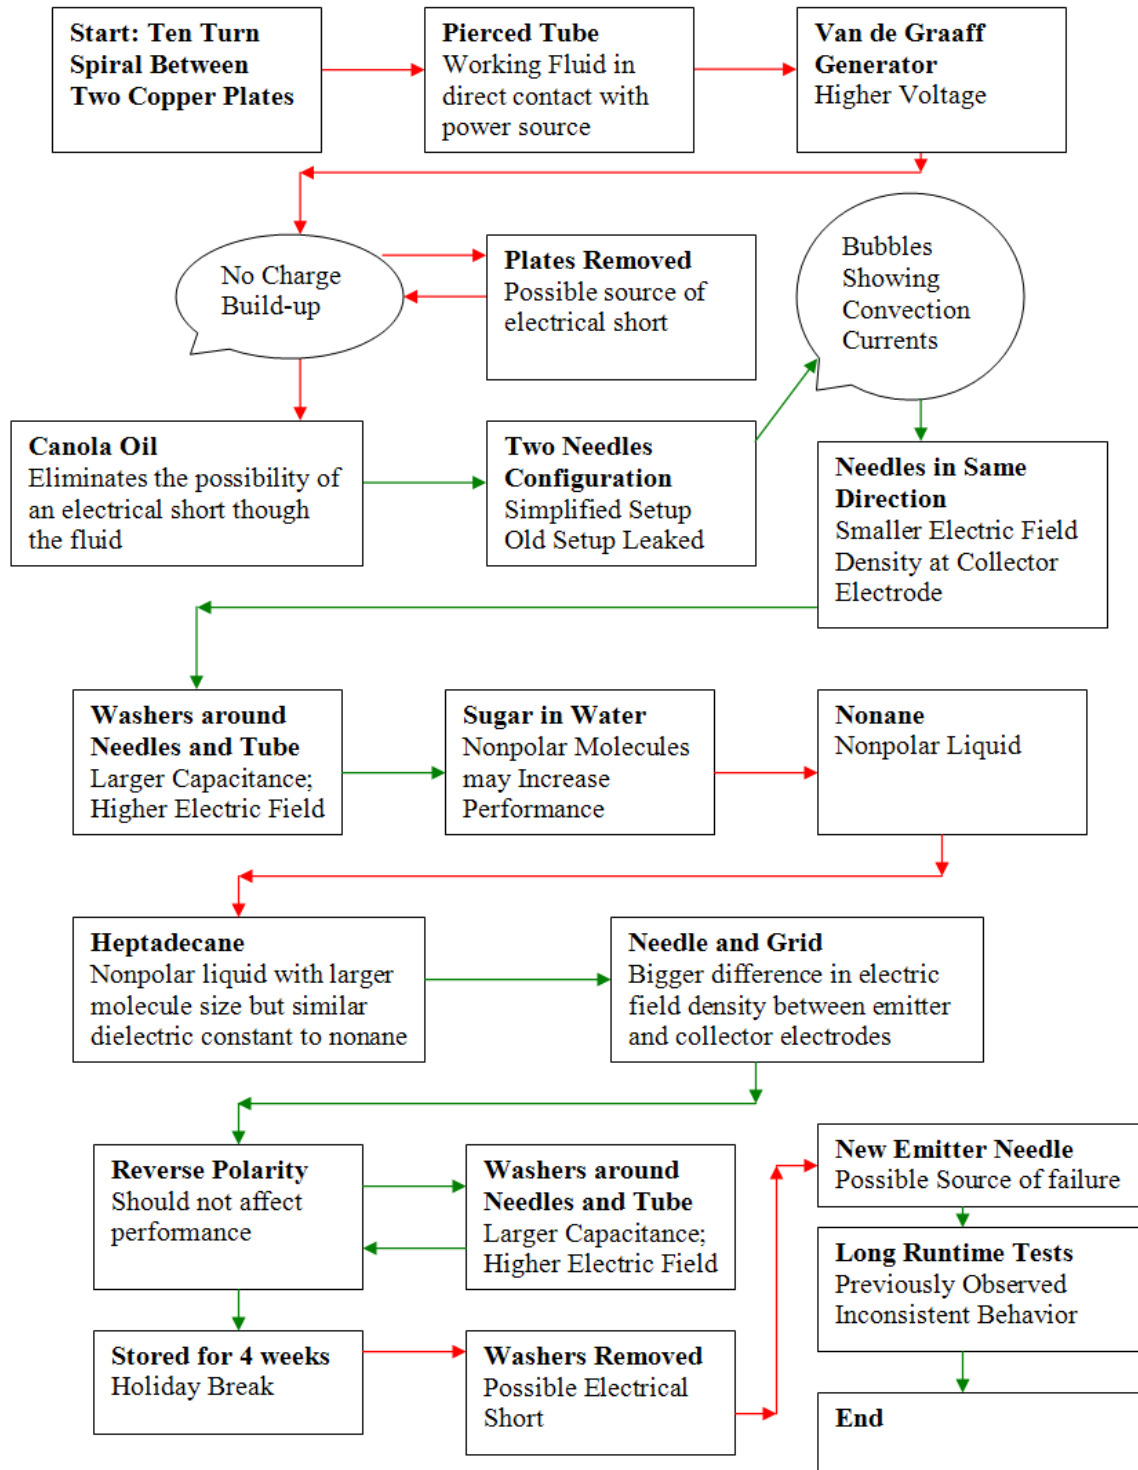 Start: Ten Turn
Spiral Between
Two Copper Plates
Pierced Tube
Working Fluid in
direct contact with
power source
Van de Graaff
Generator
Higher Voltage
No Charge
Build-up
Plates Removed
Possible source of
electrical short
Bubbles
Showing
Convection
Currents
Canola Oil
Eliminates the possibility of
an electrical short though
the fluid
Two Needles
Configuration
Simplified Setup
Old Setup Leaked
Needles in Same
Direction
Smaller Electric Field
Density at Collector
Electrode
Washers around
Needles and Tube
Larger Capacitance;
Higher Electric Field
Sugar in Water
Nonpolar Molecules
may Increase
Performance
Nonane
Nonpolar Liquid
Heptadecane
Nonpolar liquid with larger
molecule size but similar
dielectric constant to nonane
Needle and Grid
Bigger difference in electric
field density between emitter
and collector electrodes
Reverse Polarity
Should not affect
performance
Washers around
Needles and Tube
Larger Capacitance;
Higher Electric Field
Stored for 4 weeks
Holiday Break
Washers Removed
Possible Electrical
Short
New Emitter Needle
Possible Source of failure
Long Runtime Tests
Previously Observed
Inconsistent Behavior
End